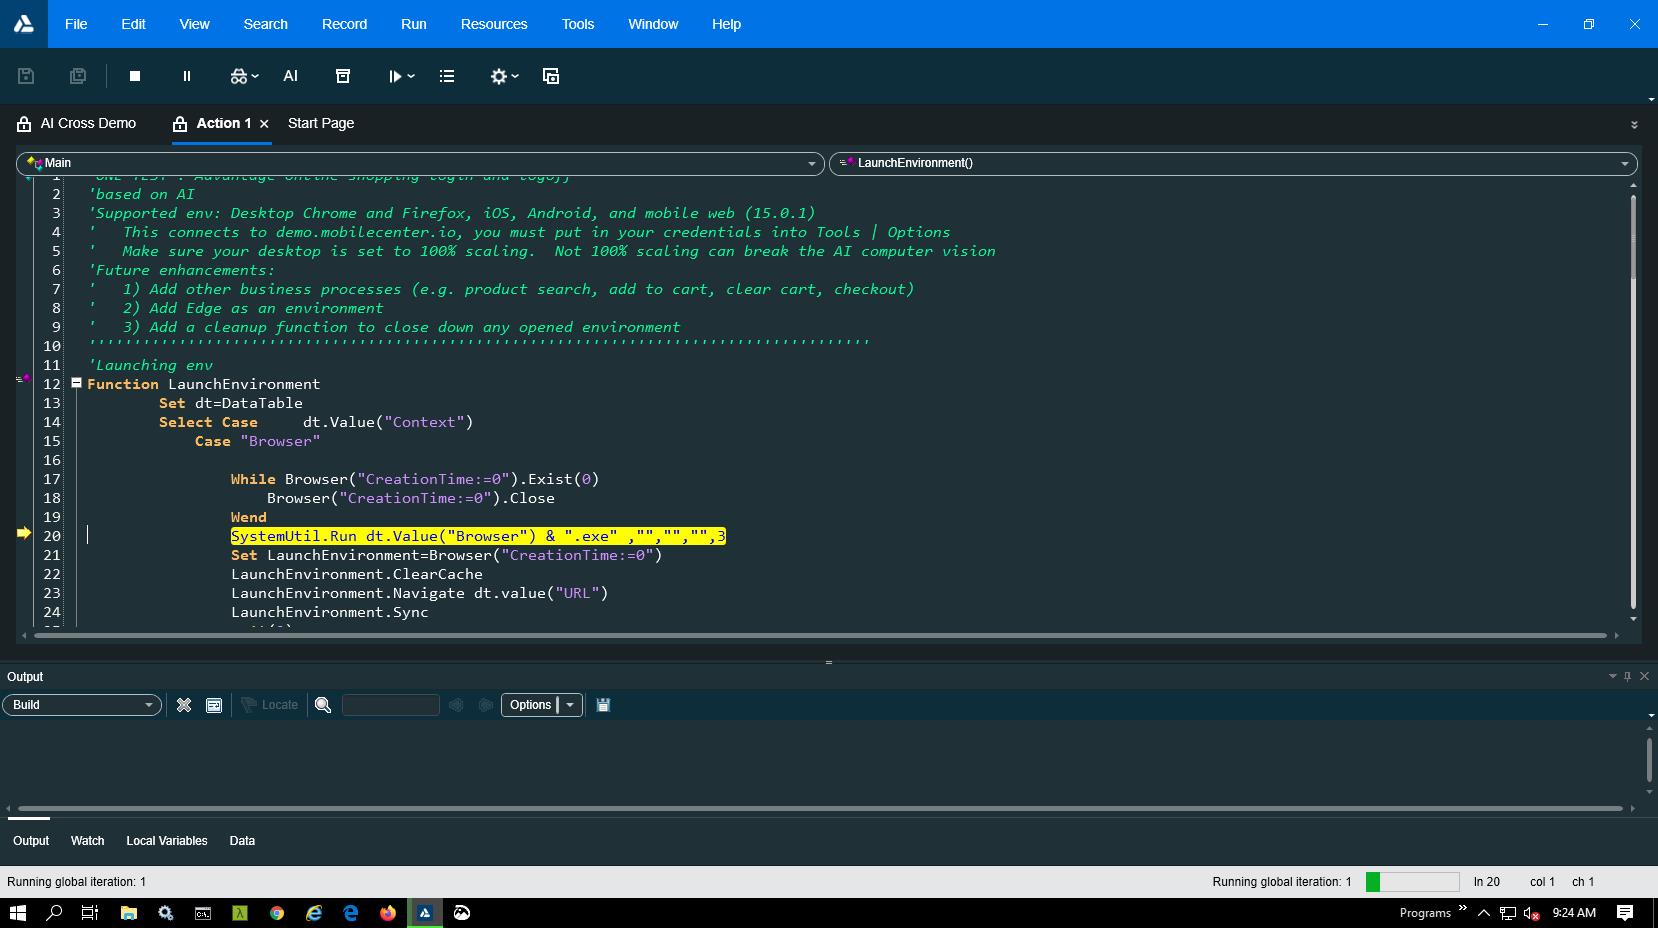 File Edit View Search Record Run Resources Tools Window Help
AI
AI Cross Demo Action 1 Start Page
Main LaunchEnvironment()
1 'ONE TEST : Advantage online shopping login and logoff
2 'based on AI
3 'Supported env: Desktop Chrome and Firefox, iOS, Android, and mobile web (15.0.1)
4 ' This connects to demo.mobilecenter.io, you must put in your credentials into Tools | Options
5 ' Make sure your desktop is set to 100% scaling. Not 100% scaling can break the AI computer vision
6 'Future enhancements:
7 ' 1) Add other business processes (e.g. product search, add to cart, clear cart, checkout)
8 ' 2) Add Edge as an environment
9 ' 3) Add a cleanup function to close down any opened environment
10 '''''''''''''''''''''''''''''''''''''''''''''''''''''''''''''''''''''''''''''''''''''''
11 'Launching env
12 Function LaunchEnvironment
13 Set dt=DataTable
14 Select Case dt.Value("Context")
15 Case "Browser"
16
17 While Browser("CreationTime:=0").Exist(0)
18 Browser("CreationTime:=0").Close
19 Wend
20 SystemUtil.Run dt.Value("Browser") & ".exe" ,"","","",3
21 Set LaunchEnvironment=Browser("CreationTime:=0")
22 LaunchEnvironment.ClearCache
23 LaunchEnvironment.Navigate dt.value("URL")
24 LaunchEnvironment.Sync
Output
Build Locate Options
Output Watch Local Variables Data
Running global iteration: 1 Running global iteration: 1 ln 20 col 1 ch 1
Programs 9:24 AM